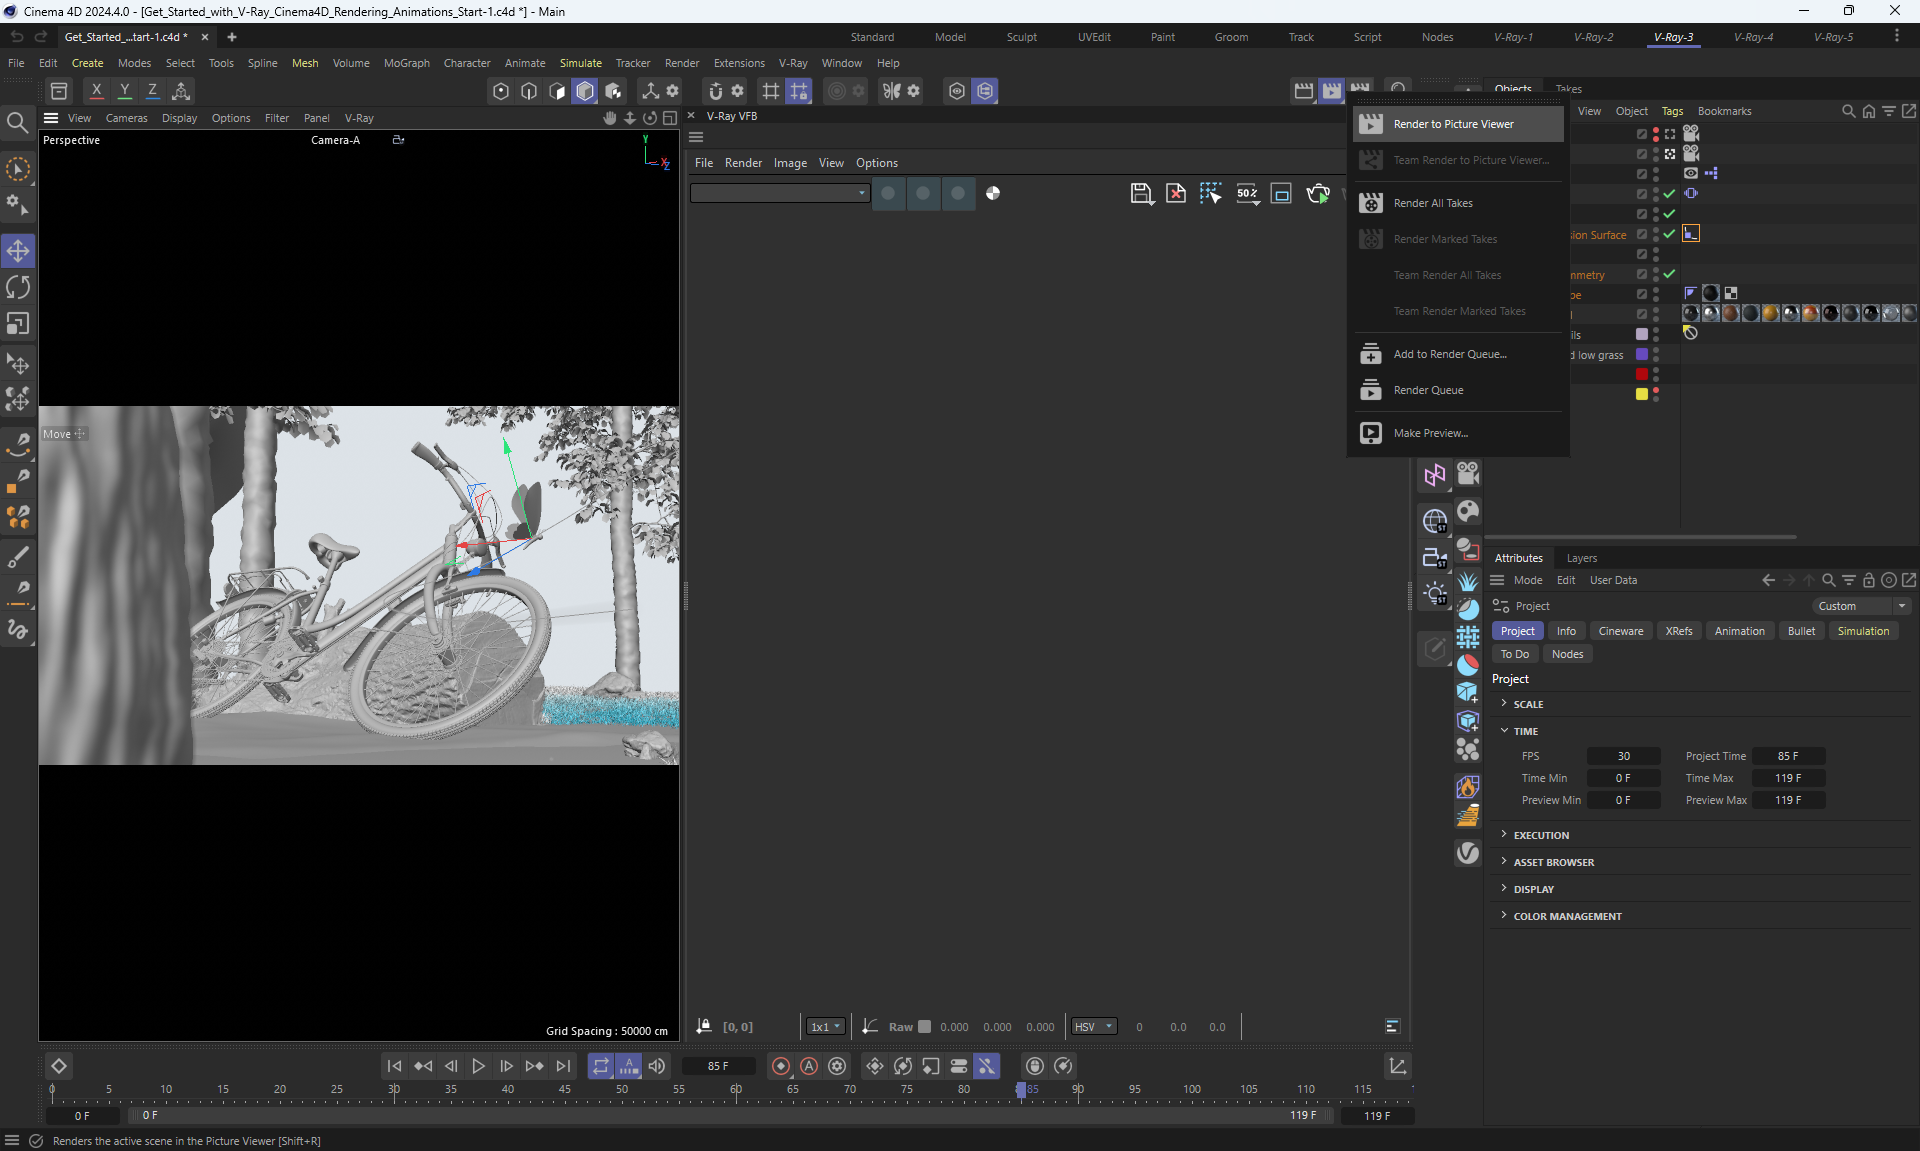 Cinema 4D 2024.4.0 - [Get_Started_with_V-Ray_Cinema4D_Rendering_Animations_Start-1.c4d *] - Main
Get_Started_...tart-1.c4d *
Standard Model Sculpt UVEdit Paint Groom Track Script Nodes V-Ray-1 V-Ray-2 V-Ray-3 V-Ray-4 V-Ray-5
File Edit Create Modes Select Tools Spline Mesh Volume MoGraph Character Animate Simulate Tracker Render Extensions V-Ray Window Help
X Y Z
Objects Takes
View Cameras Display Options Filter Panel V-Ray
V-Ray VFB
View Object Tags Bookmarks
Perspective
Camera-A
Y
X
Z
File Render Image View Options
50%
Render to Picture Viewer
Team Render to Picture Viewer...
Render All Takes
Render Marked Takes
Team Render All Takes
Team Render Marked Takes
Add to Render Queue...
Render Queue
Make Preview...
ion Surface
mmetry
pe
l
ils
d low grass
Move
ST
ST
ST
Attributes Layers
Mode Edit User Data
Project
Custom
Project Info Cineware XRefs Animation Bullet Simulation
To Do Nodes
Project
SCALE
TIME
FPS 30 Project Time 85 F
Time Min 0 F Time Max 119 F
Preview Min 0 F Preview Max 119 F
EXECUTION
ASSET BROWSER
DISPLAY
COLOR MANAGEMENT
Grid Spacing : 50000 cm
[0, 0]
1x1
Raw 0.000 0.000 0.000
HSV 0 0.0 0.0
A
85 F
A
0 5 10 15 20 25 30 35 40 45 50 55 60 65 70 75 80 85 90 95 100 105 110 115
0 F 0 F 119 F 119 F
Renders the active scene in the Picture Viewer [Shift+R]